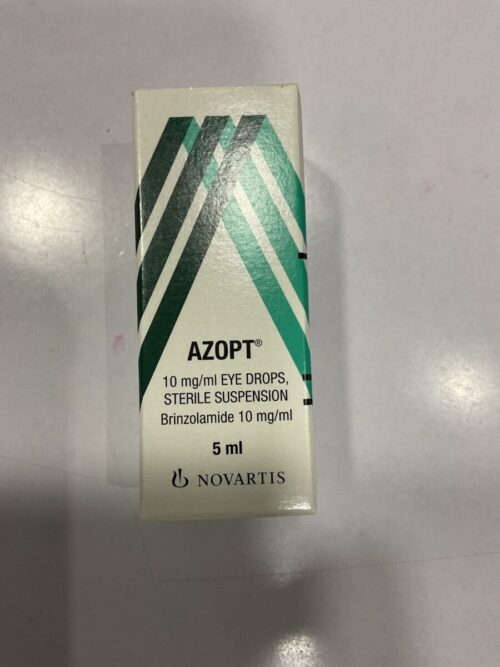 AZOPT®
10 mg/ml EYE DROPS,
STERILE SUSPENSION
Brinzolamide 10 mg/ml
5 ml
NOVARTIS